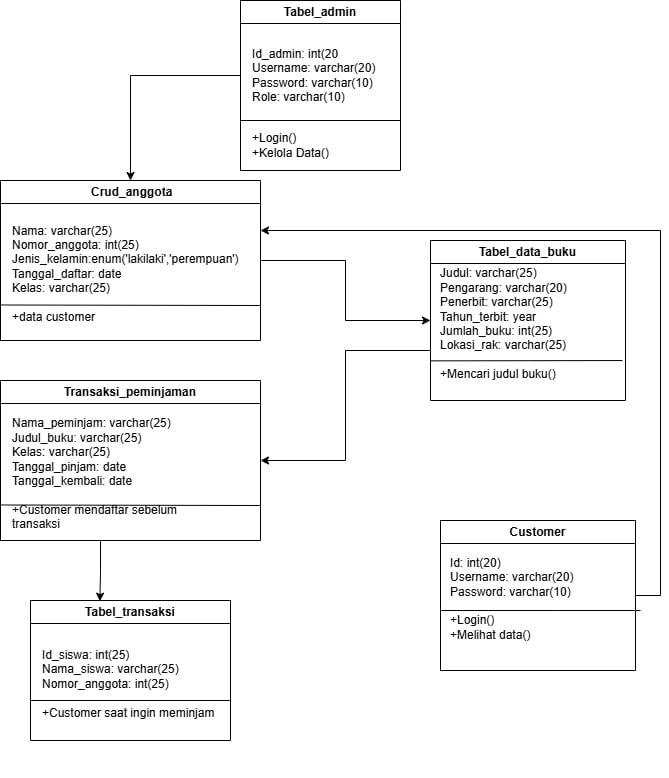 Tabel_admin
Id_admin: int(20
Username: varchar(20)
Password: varchar(10)
Role: varchar(10)
+Login()
+Kelola Data()
Crud_anggota
Nama: varchar(25)
Nomor_anggota: int(25)
Jenis_kelamin:enum('lakilaki','perempuan')
Tanggal_daftar: date
Kelas: varchar(25)
+data customer
Tabel_data_buku
Judul: varchar(25)
Pengarang: varchar(20)
Penerbit: varchar(25)
Tahun_terbit: year
Jumlah_buku: int(25)
Lokasi_rak: varchar(25)
+Mencari judul buku()
Transaksi_peminjaman
Nama_peminjam: varchar(25)
Judul_buku: varchar(25)
Kelas: varchar(25)
Tanggal_pinjam: date
Tanggal_kembali: date
+Customer mendaftar sebelum
transaksi
Customer
Id: int(20)
Username: varchar(20)
Password: varchar(10)
+Login()
+Melihat data()
Tabel_transaksi
Id_siswa: int(25)
Nama_siswa: varchar(25)
Nomor_anggota: int(25)
+Customer saat ingin meminjam